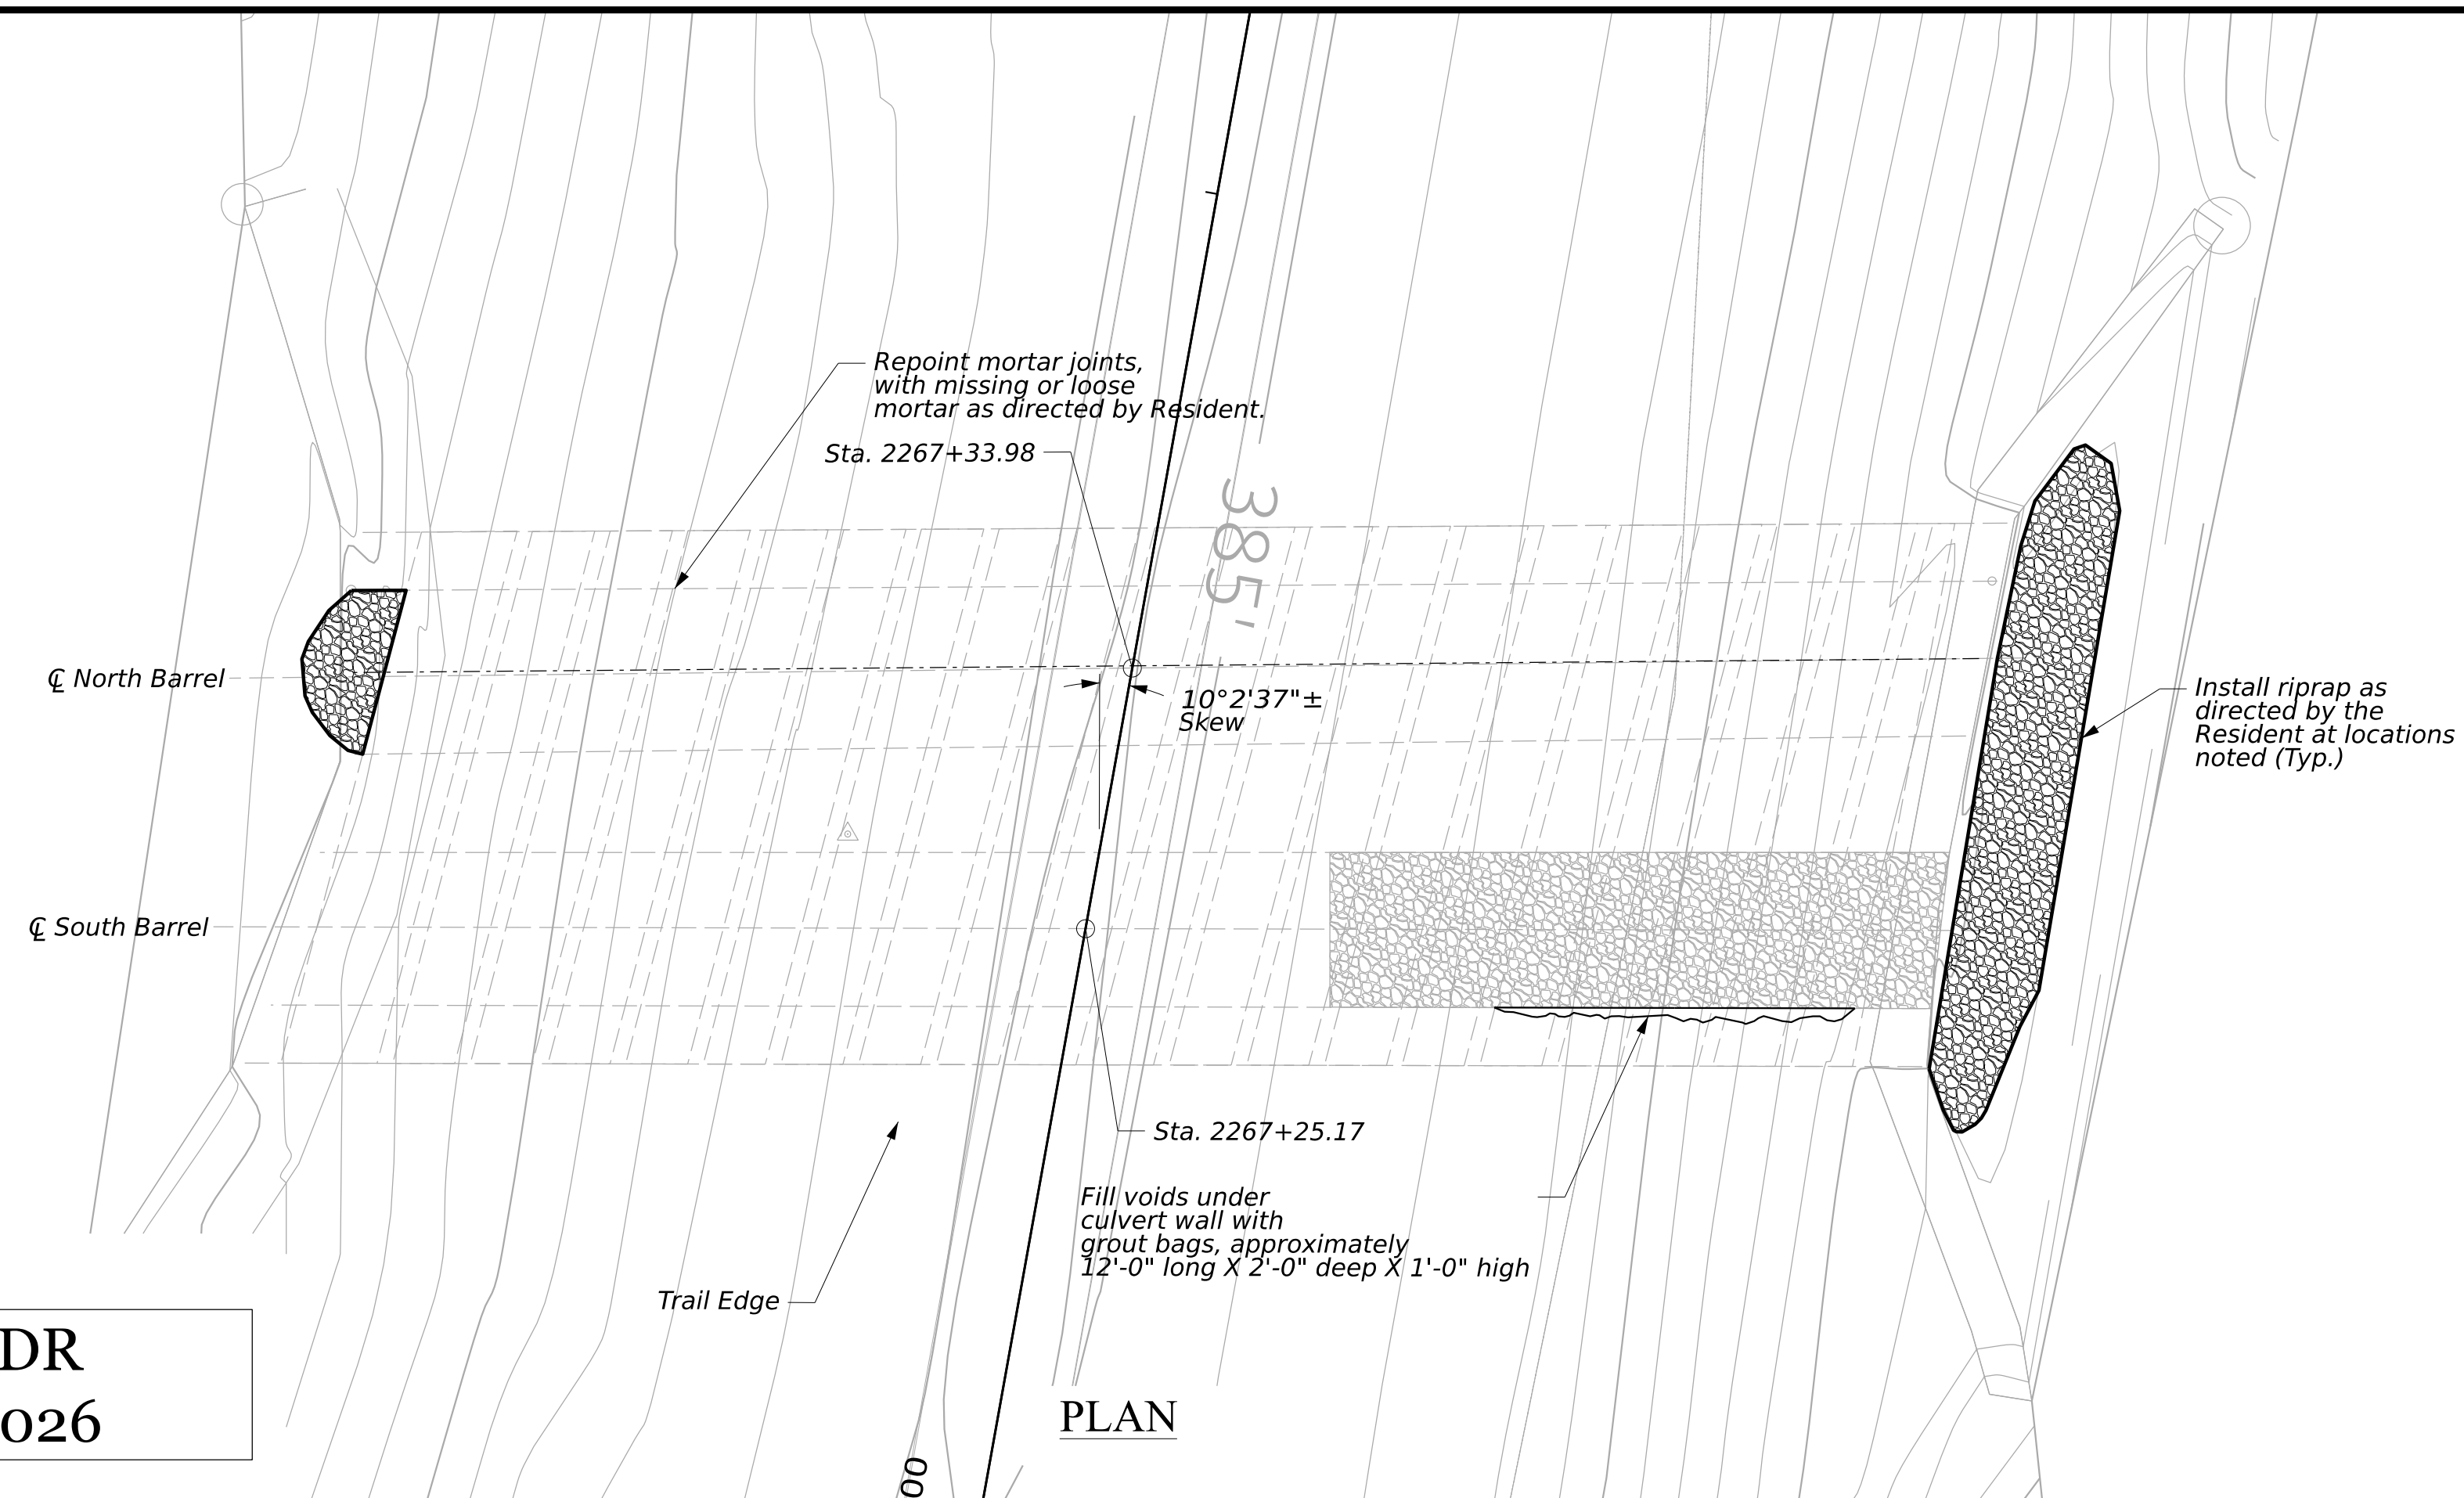 Repoint mortar joints,
with missing or loose
mortar as directed by Resident.
Sta. 2267+33.98
385'
℄ North Barrel
10°2'37"±
Skew
Install riprap as
directed by the
Resident at locations
noted (Typ.)
℄ South Barrel
Sta. 2267+25.17
Fill voids under
culvert wall with
grout bags, approximately
12'-0" long X 2'-0" deep X 1'-0" high
Trail Edge
DR
026
PLAN
00